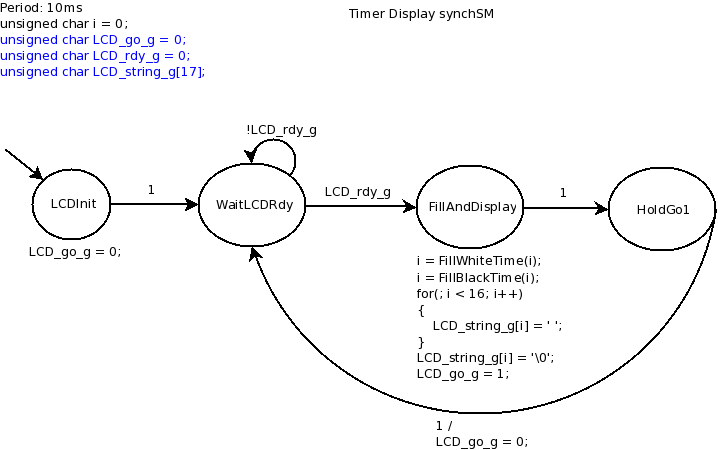 Period: 10ms
Timer Display synchSM
unsigned char i = 0;
unsigned char LCD_go_g = 0;
unsigned char LCD_rdy_g = 0;
unsigned char LCD_string_g[17];
!LCD_rdy_g
1
LCD_rdy_g
1
LCDInit
WaitLCDRdy
FillAndDisplay
HoldGo1
LCD_go_g = 0;
i = FillWhiteTime(i);
i = FillBlackTime(i);
for(; i < 16; i++)
{
LCD_string_g[i] = ' ';
}
LCD_string_g[i] = '\0';
LCD_go_g = 1;
1 /
LCD_go_g = 0;